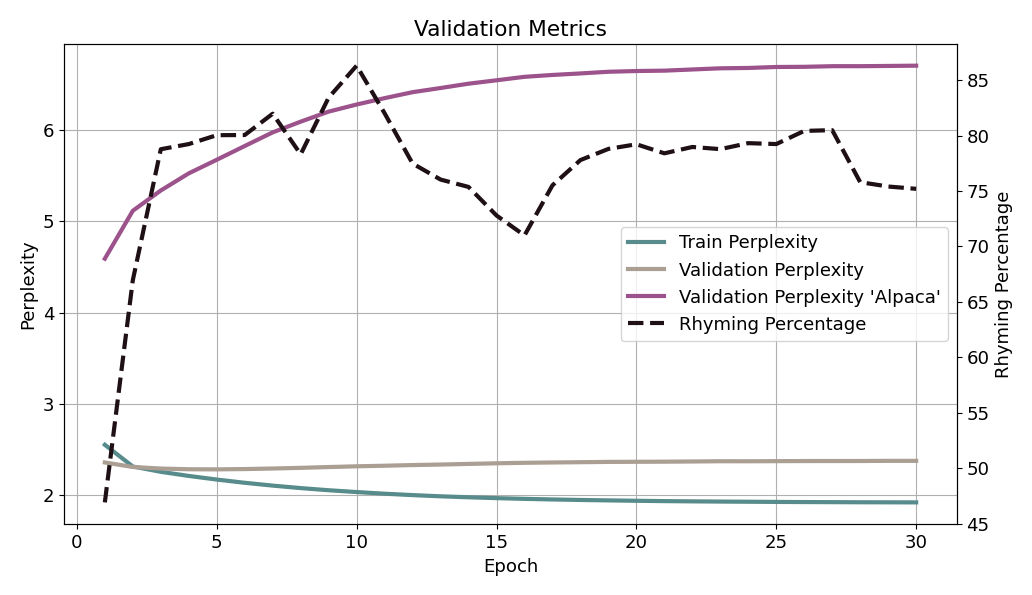 Validation Metrics
Perplexity
6
5
4
3
2
85
80
75
70
65
60
55
50
45
Rhyming Percentage
Train Perplexity
Validation Perplexity
Validation Perplexity 'Alpaca'
Rhyming Percentage
0 5 10 15 20 25 30
Epoch